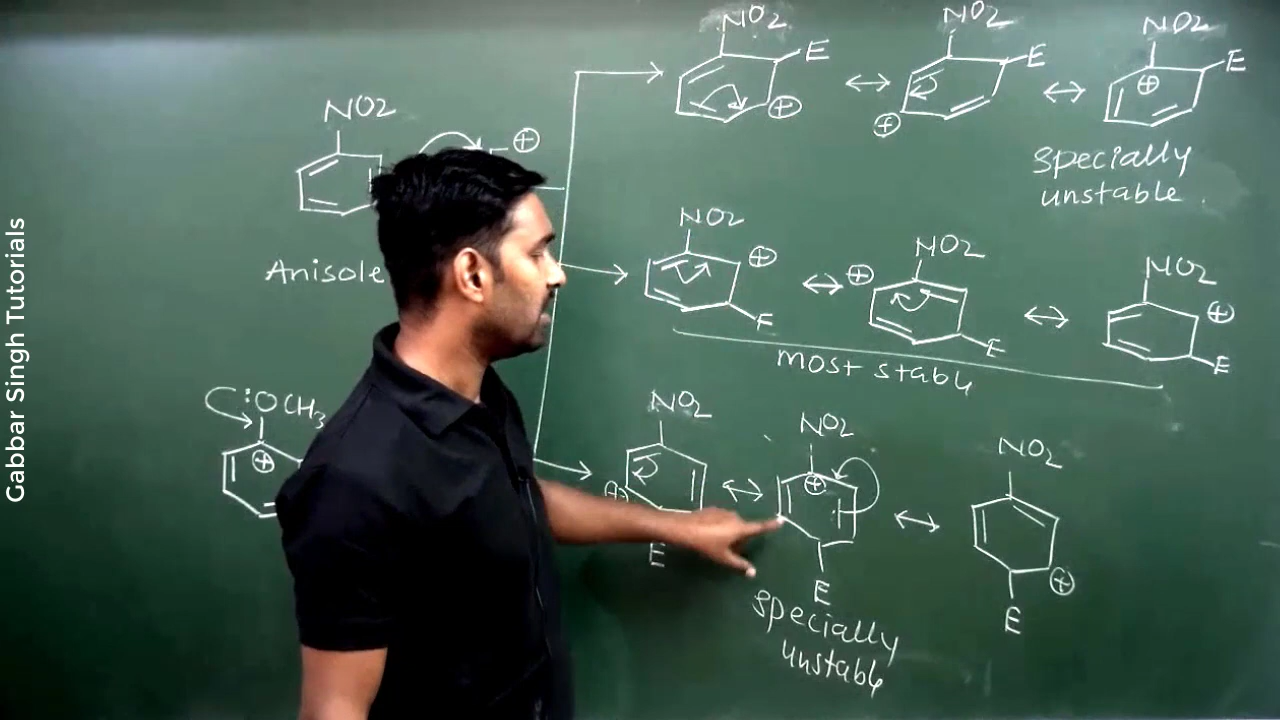 Gabbar Singh Tutorials
NO2
⊕
Anisole
:OCH3
⊕
NO2
E
⊕
↔
NO2
E
⊕
↔
NO2
E
⊕
specially
unstable
NO2
⊕
E
↔
NO2
⊕
E
↔
NO2
⊕
E
most stable
NO2
(+)
E
↔
NO2
⊕
E
specially
unstable
↔
NO2
⊕
E